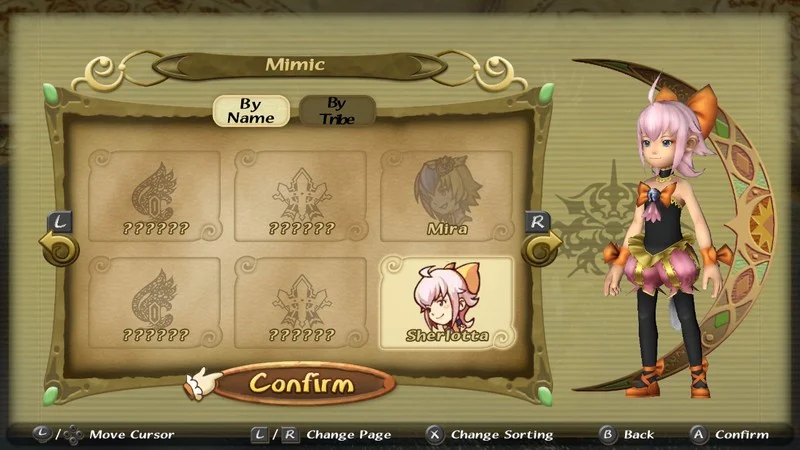 Mimic
By
Name
By
Tribe
L
R
??????
??????
Mira
??????
??????
Sherlotta
Confirm
L/ Move Cursor
L / R Change Page
X Change Sorting
B Back
A Confirm